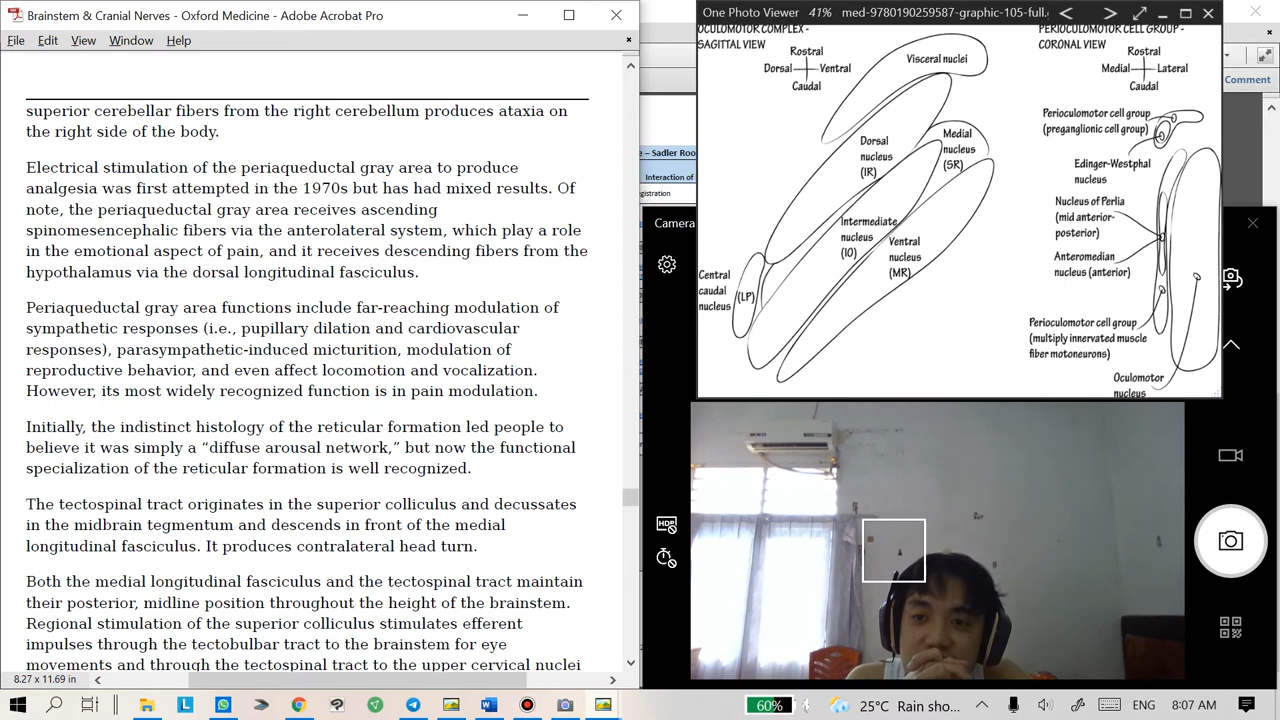 Brainstem & Cranial Nerves - Oxford Medicine - Adobe Acrobat Pro
File Edit View Window Help
superior cerebellar fibers from the right cerebellum produces ataxia on
the right side of the body.
Electrical stimulation of the periaqueductal gray area to produce
analgesia was first attempted in the 1970s but has had mixed results. Of
note, the periaqueductal gray area receives ascending
spinomesencephalic fibers via the anterolateral system, which play a role
in the emotional aspect of pain, and it receives descending fibers from the
hypothalamus via the dorsal longitudinal fasciculus.
Periaqueductal gray area functions include far-reaching modulation of
sympathetic responses (i.e., pupillary dilation and cardiovascular
responses), parasympathetic-induced micturition, modulation of
reproductive behavior, and even affect locomotion and vocalization.
However, its most widely recognized function is in pain modulation.
Initially, the indistinct histology of the reticular formation led people to
believe it was simply a “diffuse arousal network,” but now the functional
specialization of the reticular formation is well recognized.
The tectospinal tract originates in the superior colliculus and decussates
in the midbrain tegmentum and descends in front of the medial
longitudinal fasciculus. It produces contralateral head turn.
Both the medial longitudinal fasciculus and the tectospinal tract maintain
their posterior, midline position throughout the height of the brainstem.
Regional stimulation of the superior colliculus stimulates efferent
impulses through the tectobulbar tract to the brainstem for eye
movements and through the tectospinal tract to the upper cervical nuclei
8.27 x 11.69 in
One Photo Viewer 41% med-9780190259587-graphic-105-full.
OCULOMOTOR COMPLEX -
SAGITTAL VIEW
Rostral
Dorsal Ventral
Caudal
Visceral nuclei
Dorsal
nucleus
(IR)
Medial
nucleus
(SR)
Intermediate
nucleus
(IO)
Ventral
nucleus
(MR)
Central
caudal
nucleus
(LP)
PERIOCULOMOTOR CELL GROUP -
CORONAL VIEW
Rostral
Medial Lateral
Caudal
Perioculomotor cell group
(preganglionic cell group)
Edinger-Westphal
nucleus
Nucleus of Perlia
(mid anterior-
posterior)
Anteromedian
nucleus (anterior)
Perioculomotor cell group
(multiply innervated muscle
fiber motoneurons)
Oculomotor
nucleus
Comment
e – Sadler Roo
Interaction of
gistration
Camera
HDR
60%
25°C Rain sho...
ENG
8:07 AM